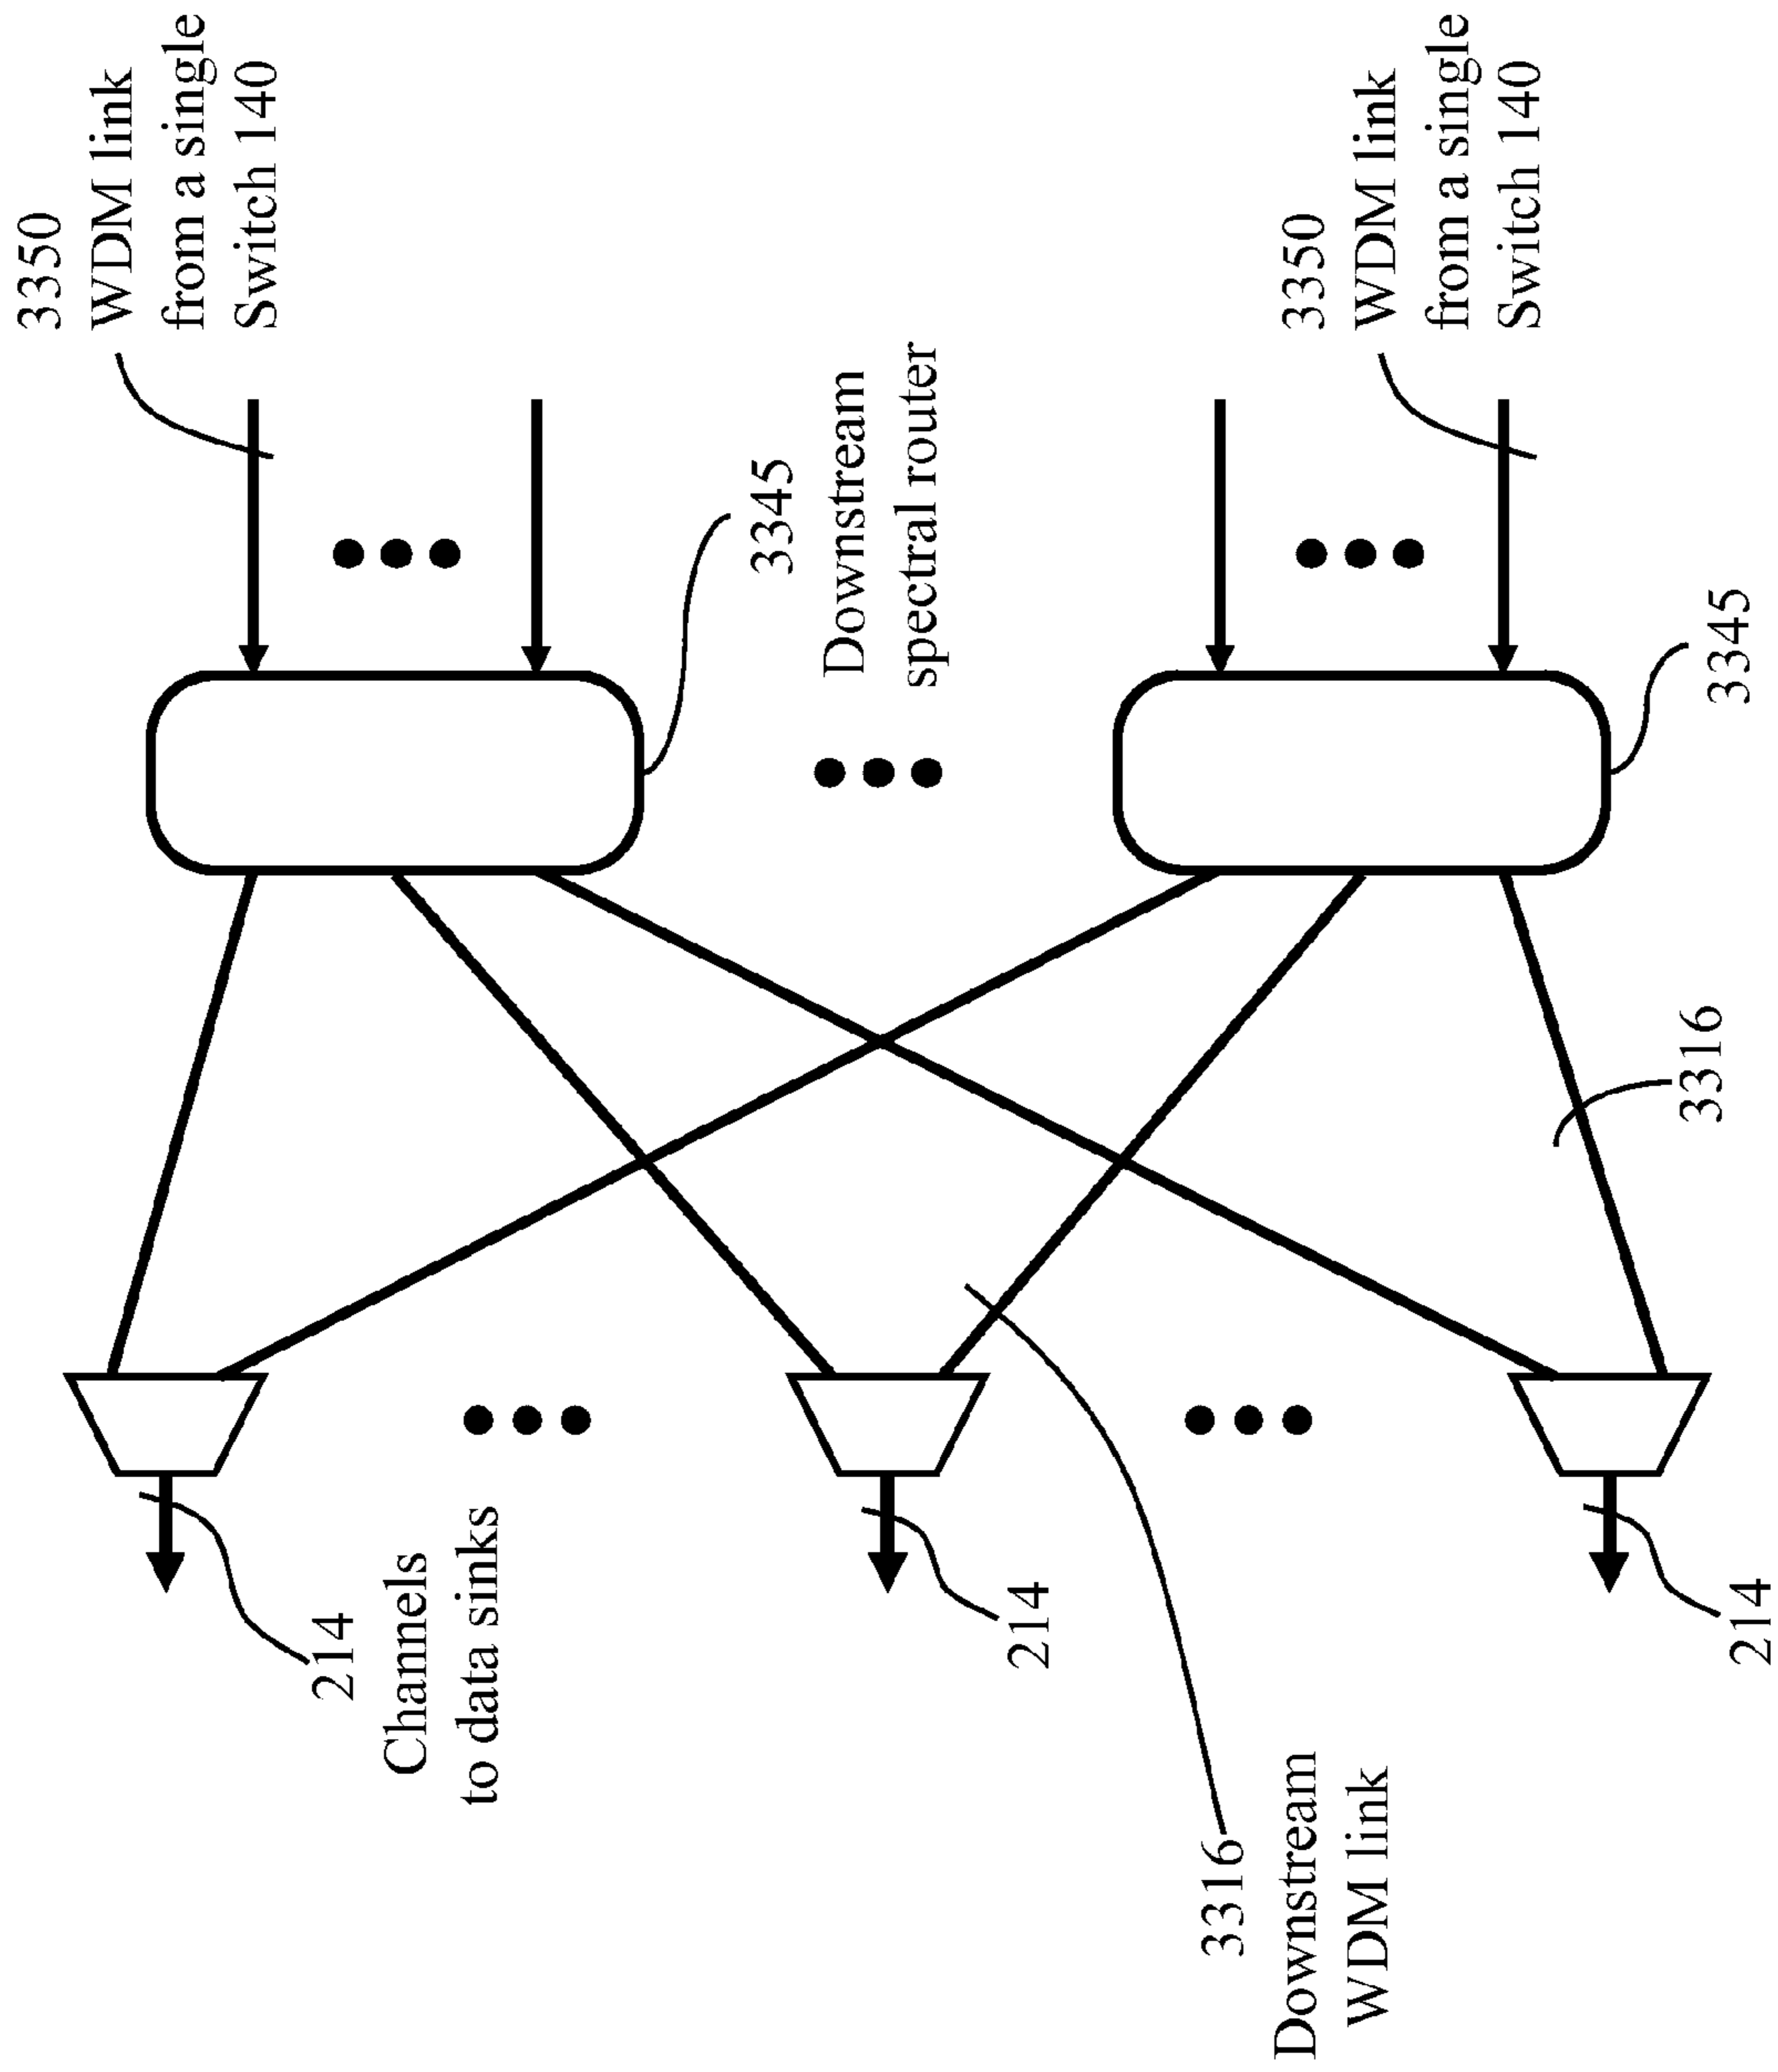 3350
WDM link
from a single
Switch 140
3350
WDM link
from a single
Switch 140
3345
Downstream
spectral router
3345
3316
214
Channels
to data sinks
214
214
3316
Downstream
WDM link